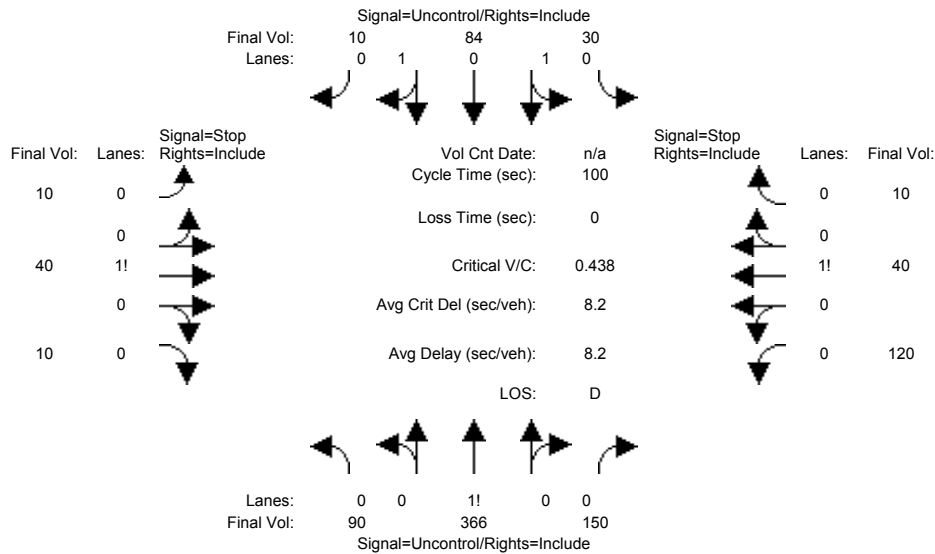 Signal=Uncontrol/Rights=Include
Final Vol: 10 84 30
Lanes: 0 1 0 1 0
Signal=Stop
Final Vol: Lanes: Rights=Include
Vol Cnt Date: n/a
Signal=Stop
Rights=Include Lanes: Final Vol:
Cycle Time (sec): 100
10 0
0 10
Loss Time (sec): 0
0
0
40 1!
Critical V/C: 0.438
1! 40
0
Avg Crit Del (sec/veh): 8.2
0
10 0
Avg Delay (sec/veh): 8.2
0 120
LOS: D
Lanes: 0 0 1! 0 0
Final Vol: 90 366 150
Signal=Uncontrol/Rights=Include